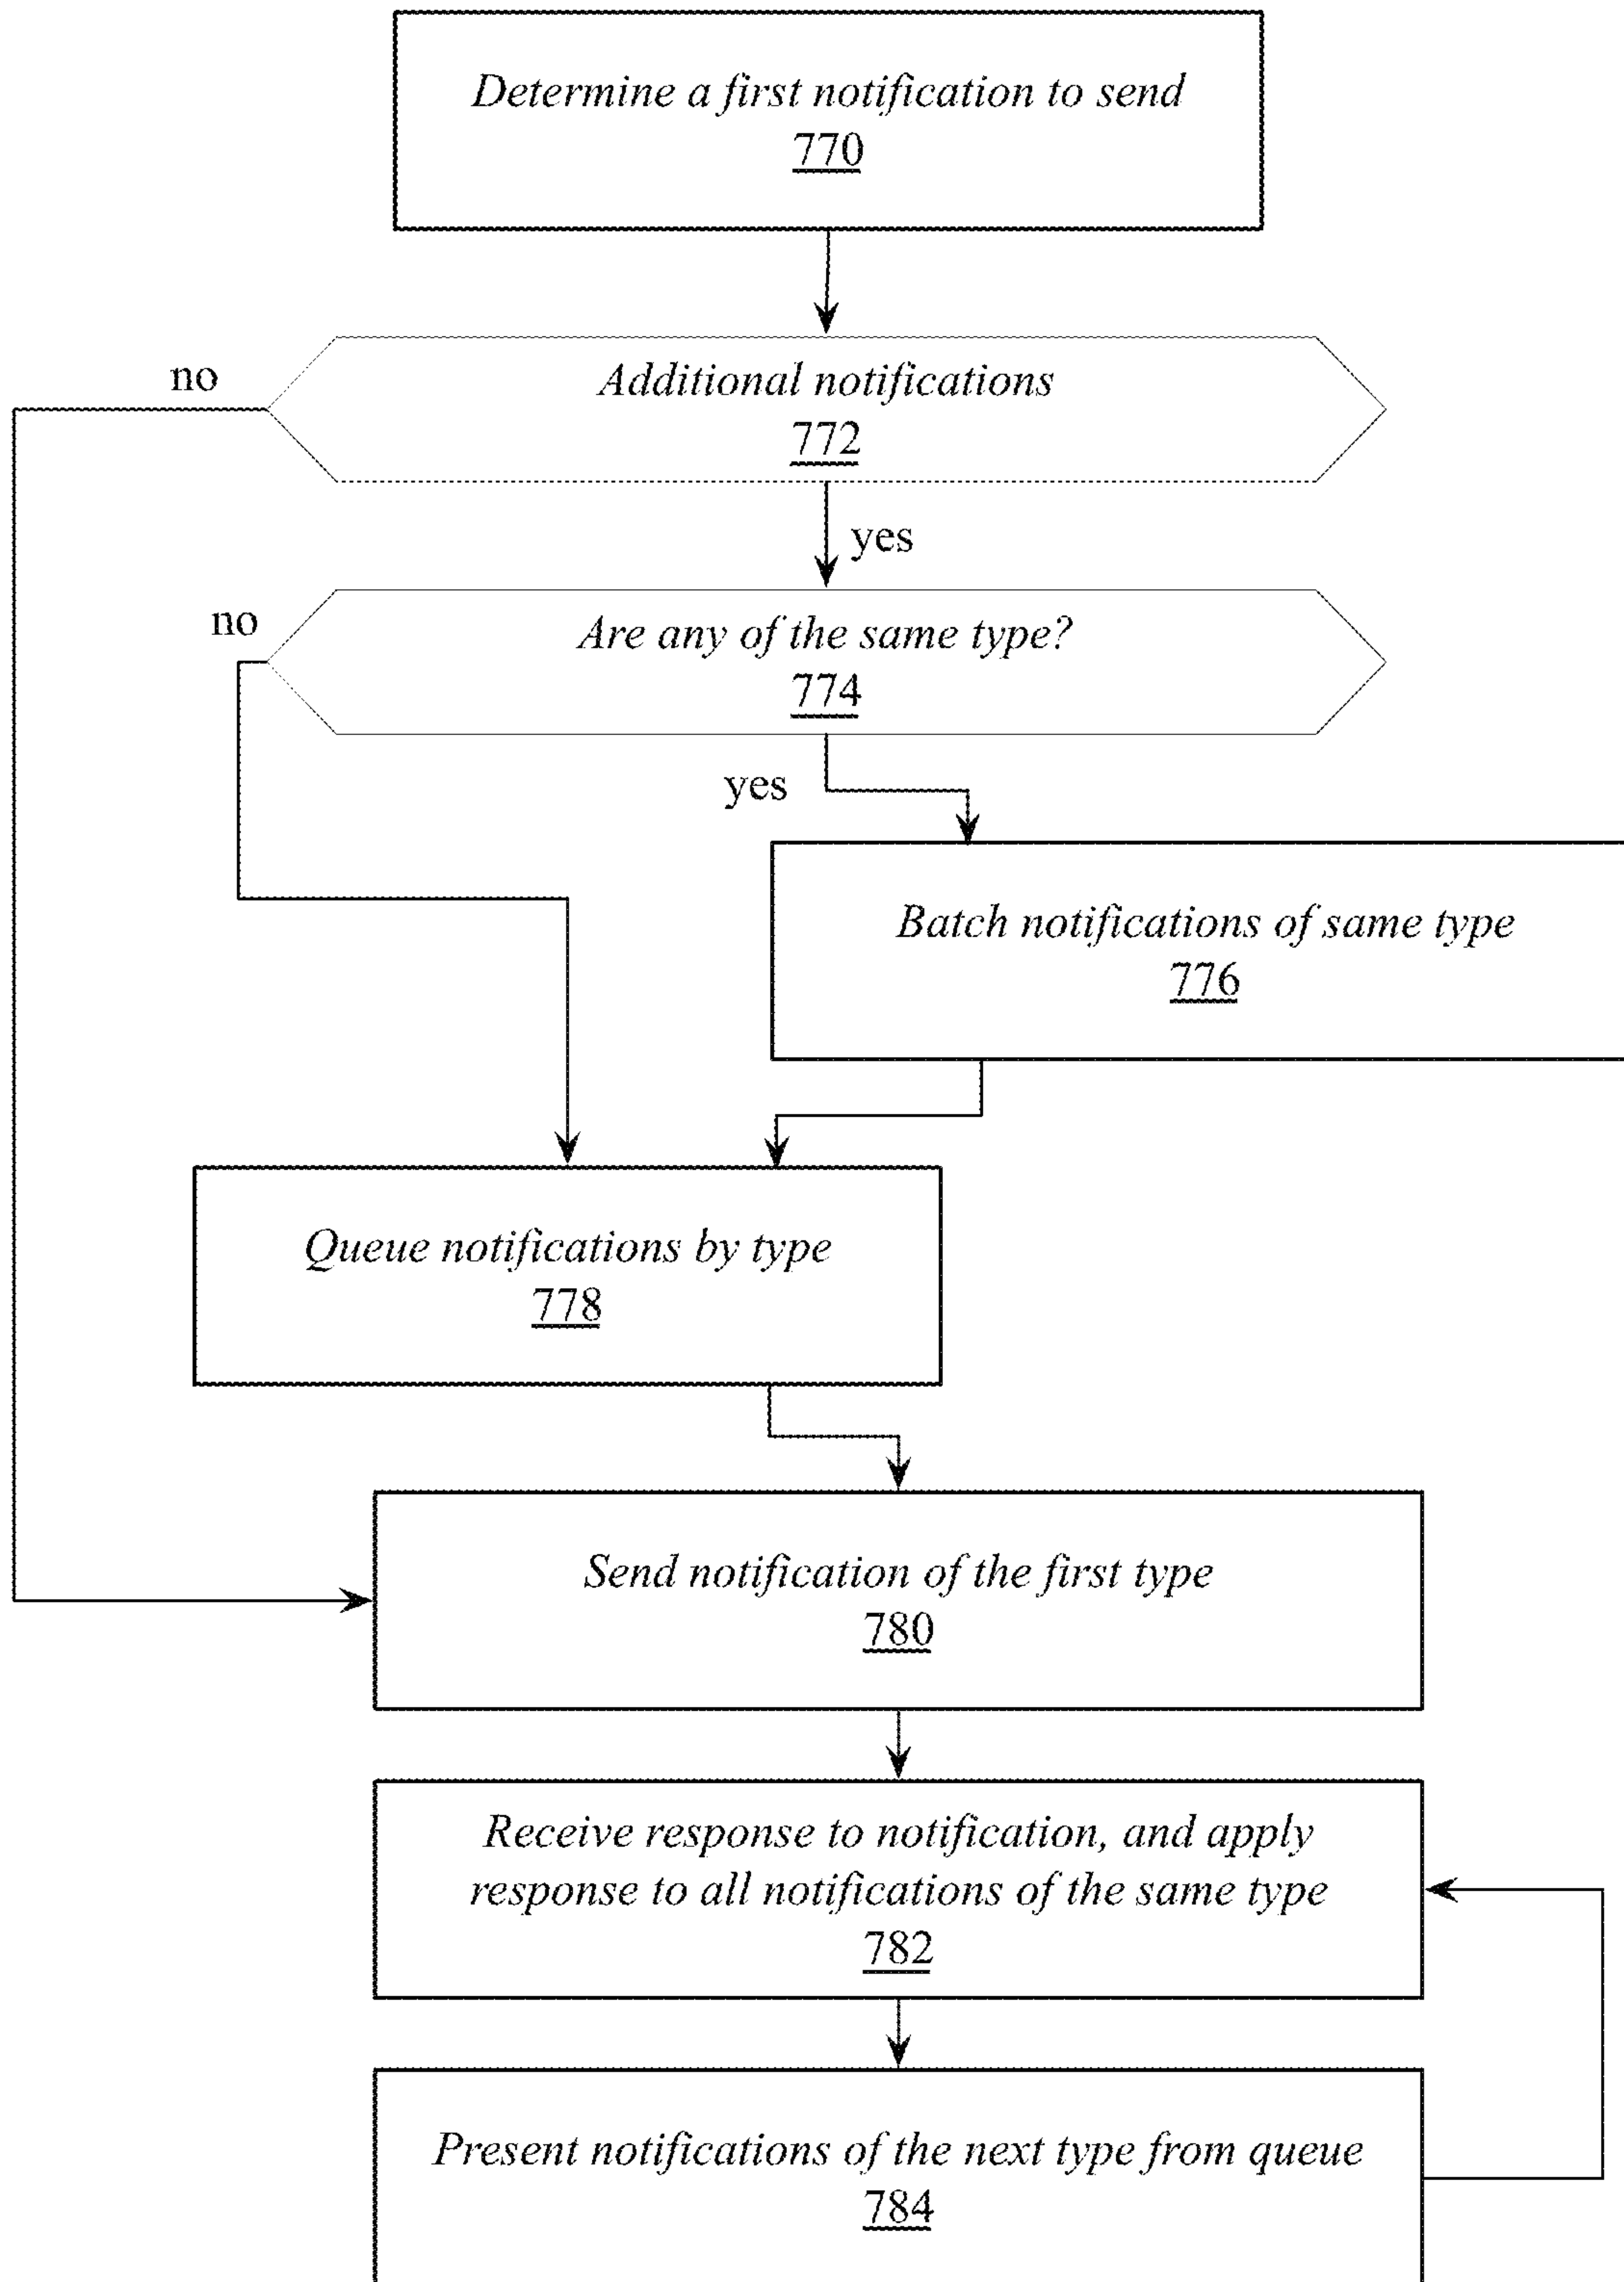 Determine a first notification to send
770
no
Additional notifications
772
yes
no
Are any of the same type?
774
yes
Batch notifications of same type
776
Queue notifications by type
778
Send notification of the first type
780
Receive response to notification, and apply
response to all notifications of the same type
782
Present notifications of the next type from queue
784